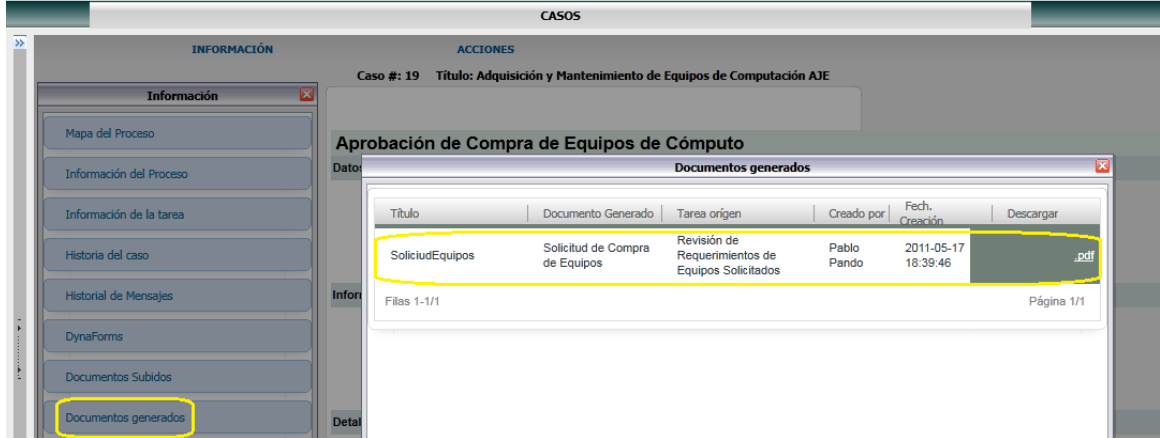 CASOS
INFORMACIÓN ACCIONES
Caso #: 19 Título: Adquisición y Mantenimiento de Equipos de Computación AJE
Información
Mapa del Proceso
Información del Proceso
Información de la tarea
Historia del caso
Historial de Mensajes
DynaForms
Documentos Subidos
Documentos generados
Aprobación de Compra de Equipos de Cómputo
Datos
Infor
Detal
Documentos generados
Título Documento Generado Tarea orígen Creado por Fech. Creación Descargar
SoliciudEquipos Solicitud de Compra de Equipos Revisión de Requerimientos de Equipos Solicitados Pablo Pando 2011-05-17 18:39:46 .pdf
Filas 1-1/1 Página 1/1